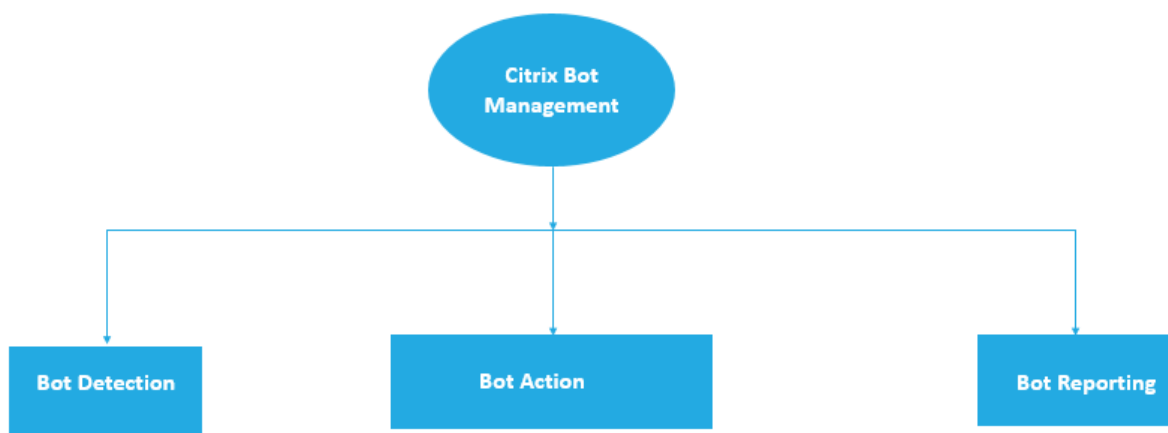 Citrix Bot
Management
Bot Detection
Bot Action
Bot Reporting